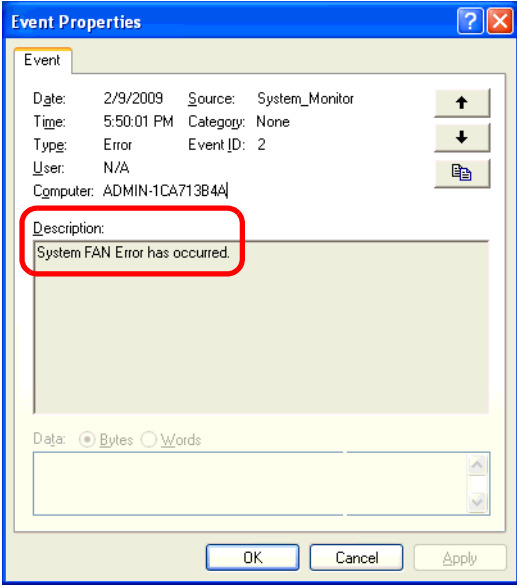 Event Properties
Event
Date: 2/9/2009 Source: System_Monitor
Time: 5:50:01 PM Category: None
Type: Error Event ID: 2
User: N/A
Computer: ADMIN-1CA713B4A
Description:
System FAN Error has occurred.
Data: Bytes Words
OK Cancel Apply